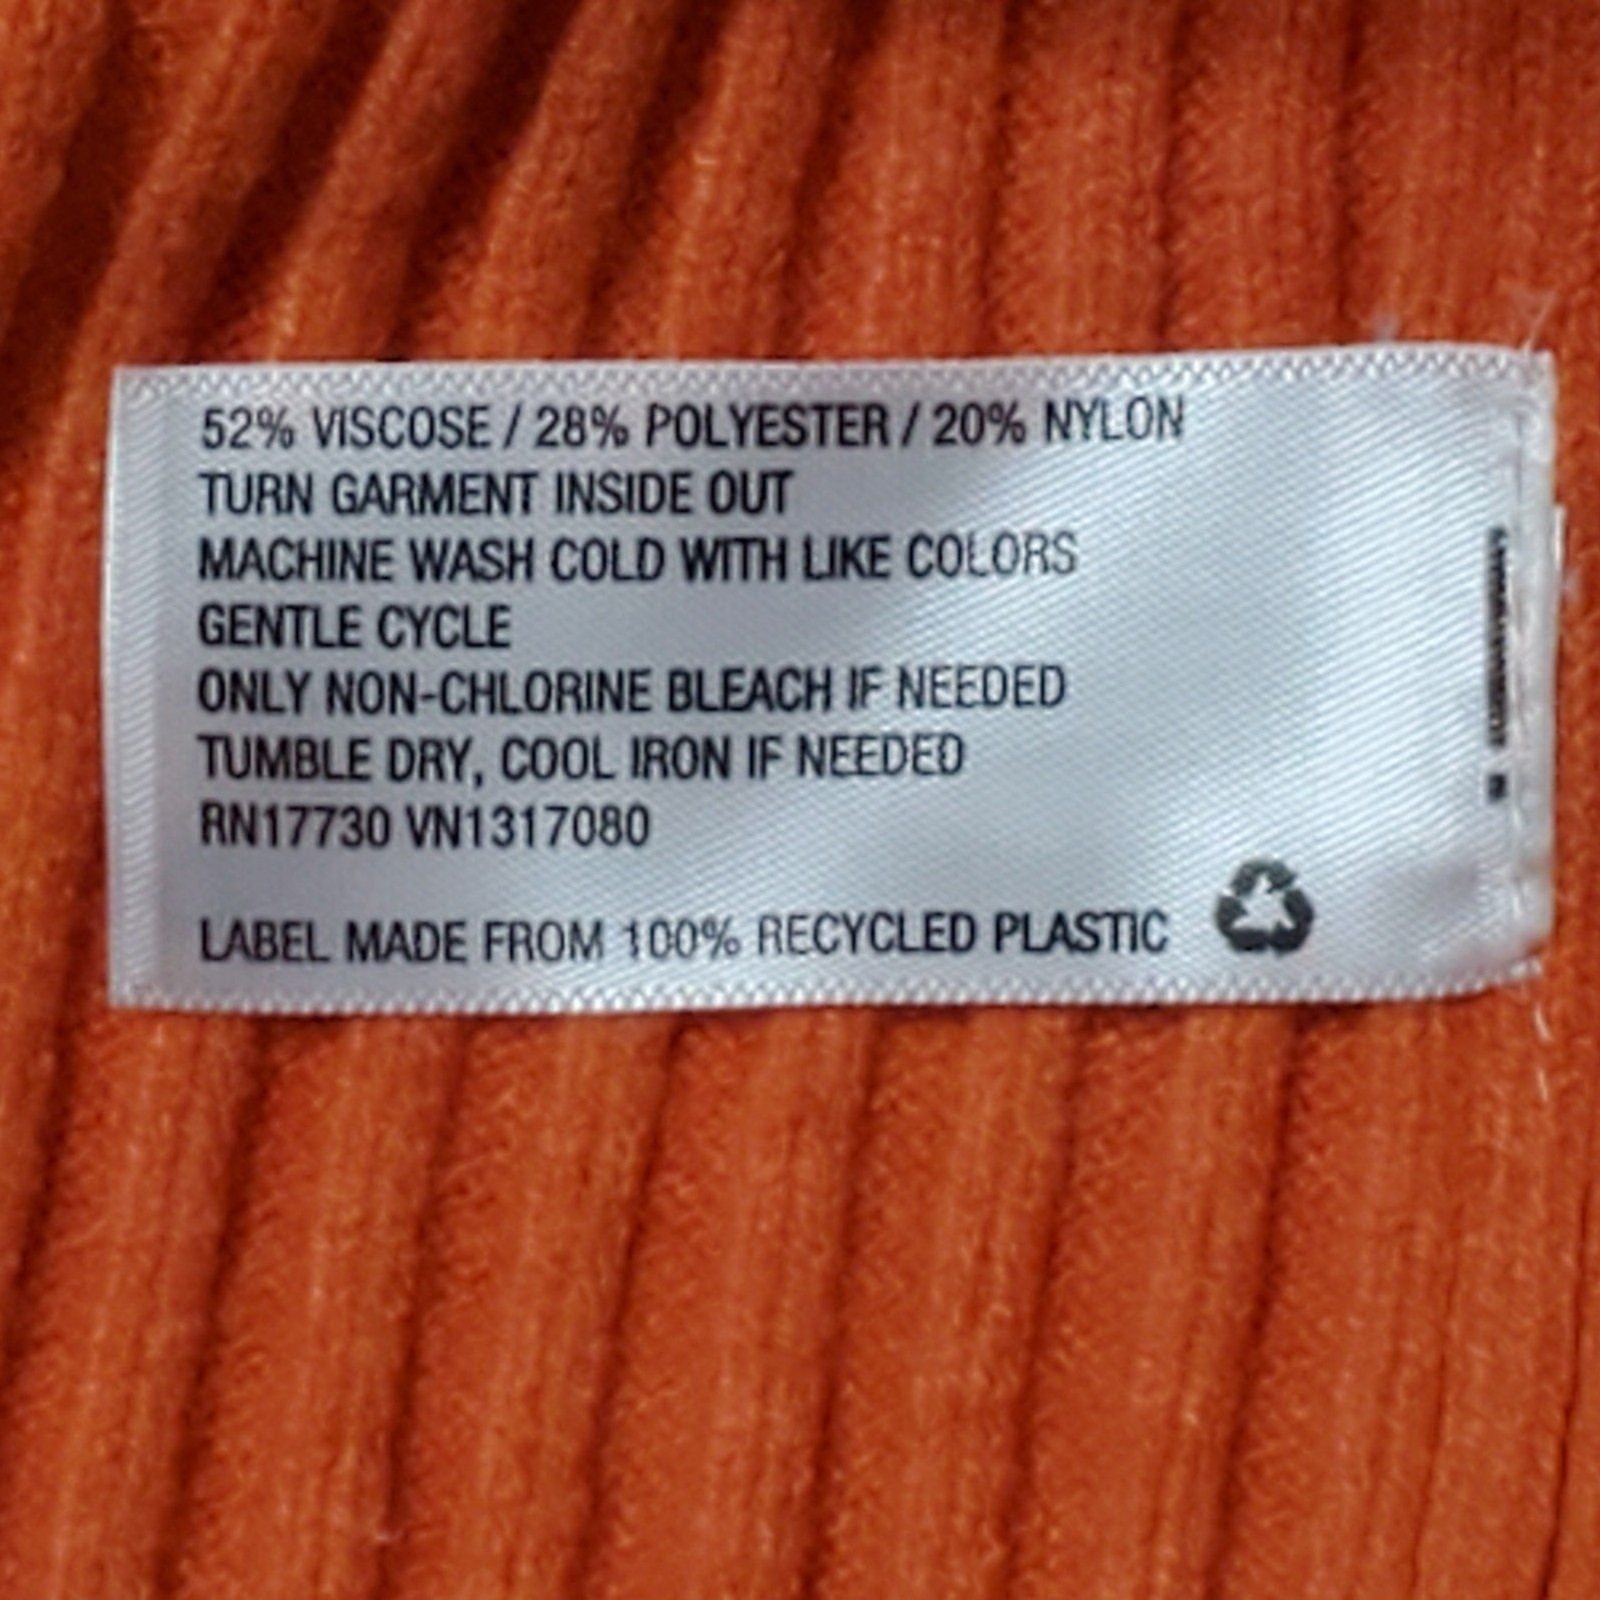 52% VISCOSE / 28% POLYESTER / 20% NYLON
TURN GARMENT INSIDE OUT
MACHINE WASH COLD WITH LIKE COLORS
GENTLE CYCLE
ONLY NON-CHLORINE BLEACH IF NEEDED
TUMBLE DRY, COOL IRON IF NEEDED
RN17730 VN1317080
LABEL MADE FROM 100% RECYCLED PLASTIC